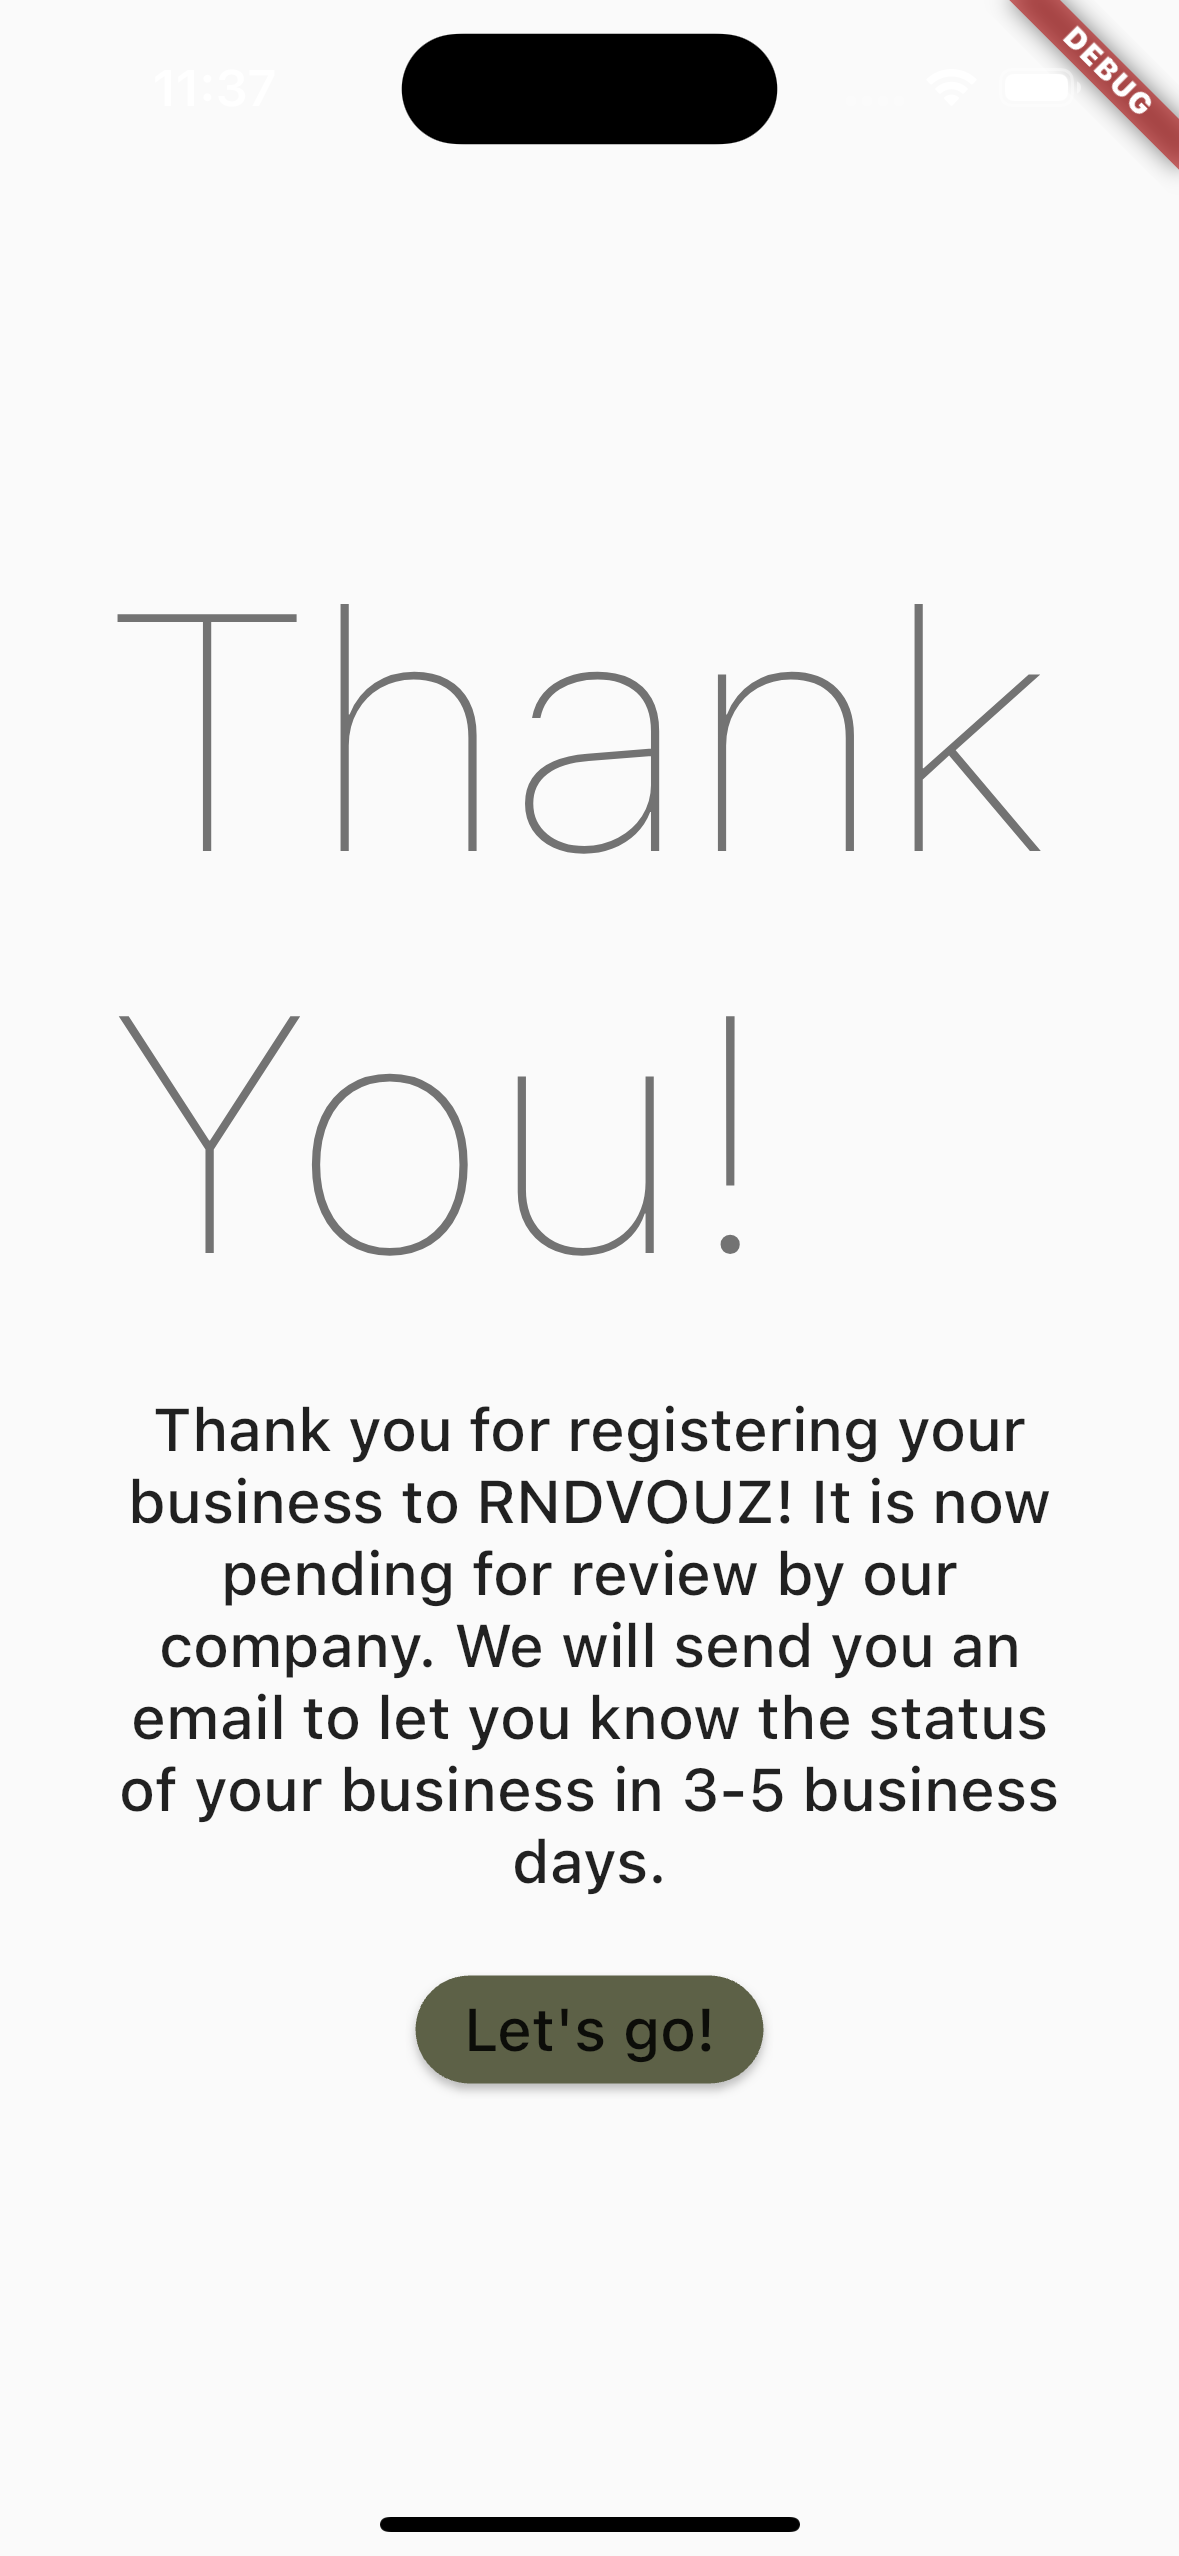 11:37
DEBUG
Thank
You!
Thank you for registering your
business to RNDVOUZ! It is now
pending for review by our
company. We will send you an
email to let you know the status
of your business in 3-5 business
days.
Let's go!